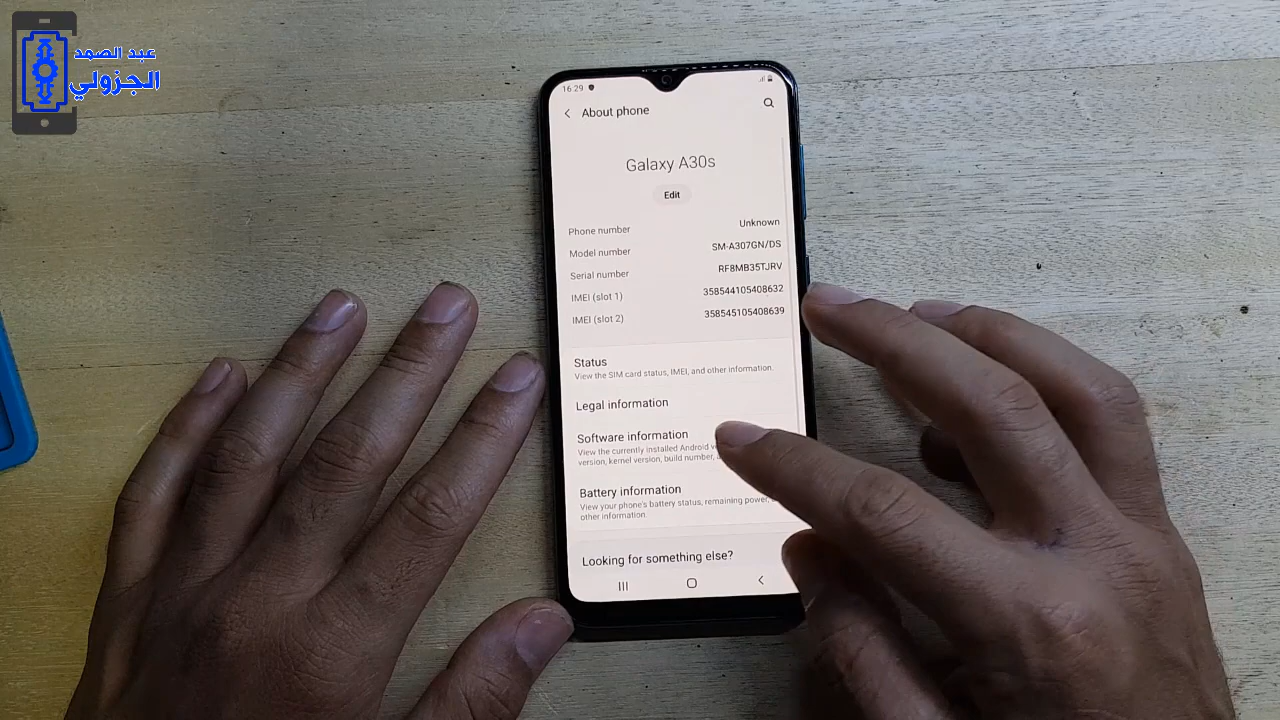 عبد الصمد
الجزولي
16:29
About phone
Galaxy A30s
Edit
Phone number Unknown
Model number SM-A307GN/DS
Serial number RF8MB35TJRV
IMEI (slot 1) 358544105408632
IMEI (slot 2) 358545105408639
Status
View the SIM card status, IMEI, and other information.
Legal information
Software information
View the currently installed Android
version, kernel version, build number,
Battery information
View your phone's battery status, remaining power,
other information.
Looking for something else?